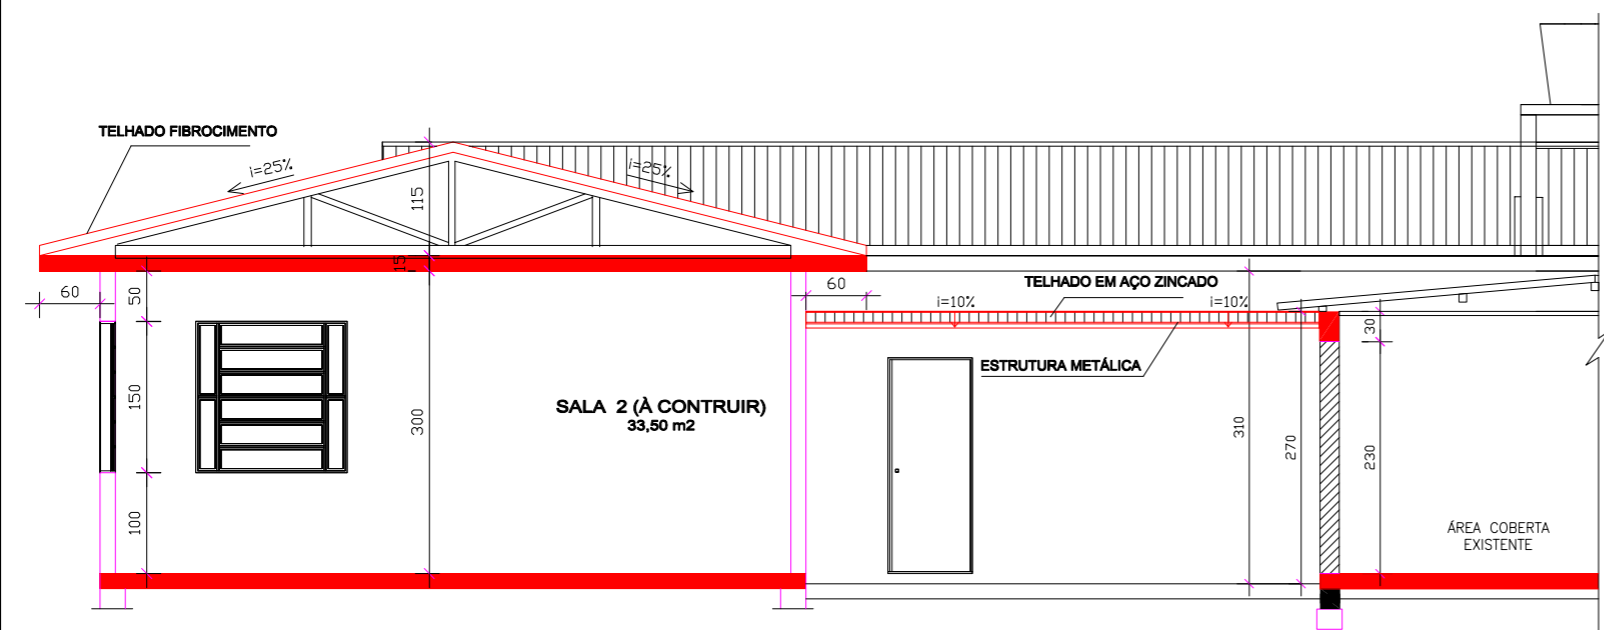 TELHADO FIBROCIMENTO
i=25%
i=25%
115
15
60
50
60
TELHADO EM AÇO ZINCADO
i=10%
i=10%
30
ESTRUTURA METÁLICA
150
SALA 2 (À CONTRUIR)
33,50 m2
300
310
270
230
100
ÁREA COBERTA
EXISTENTE